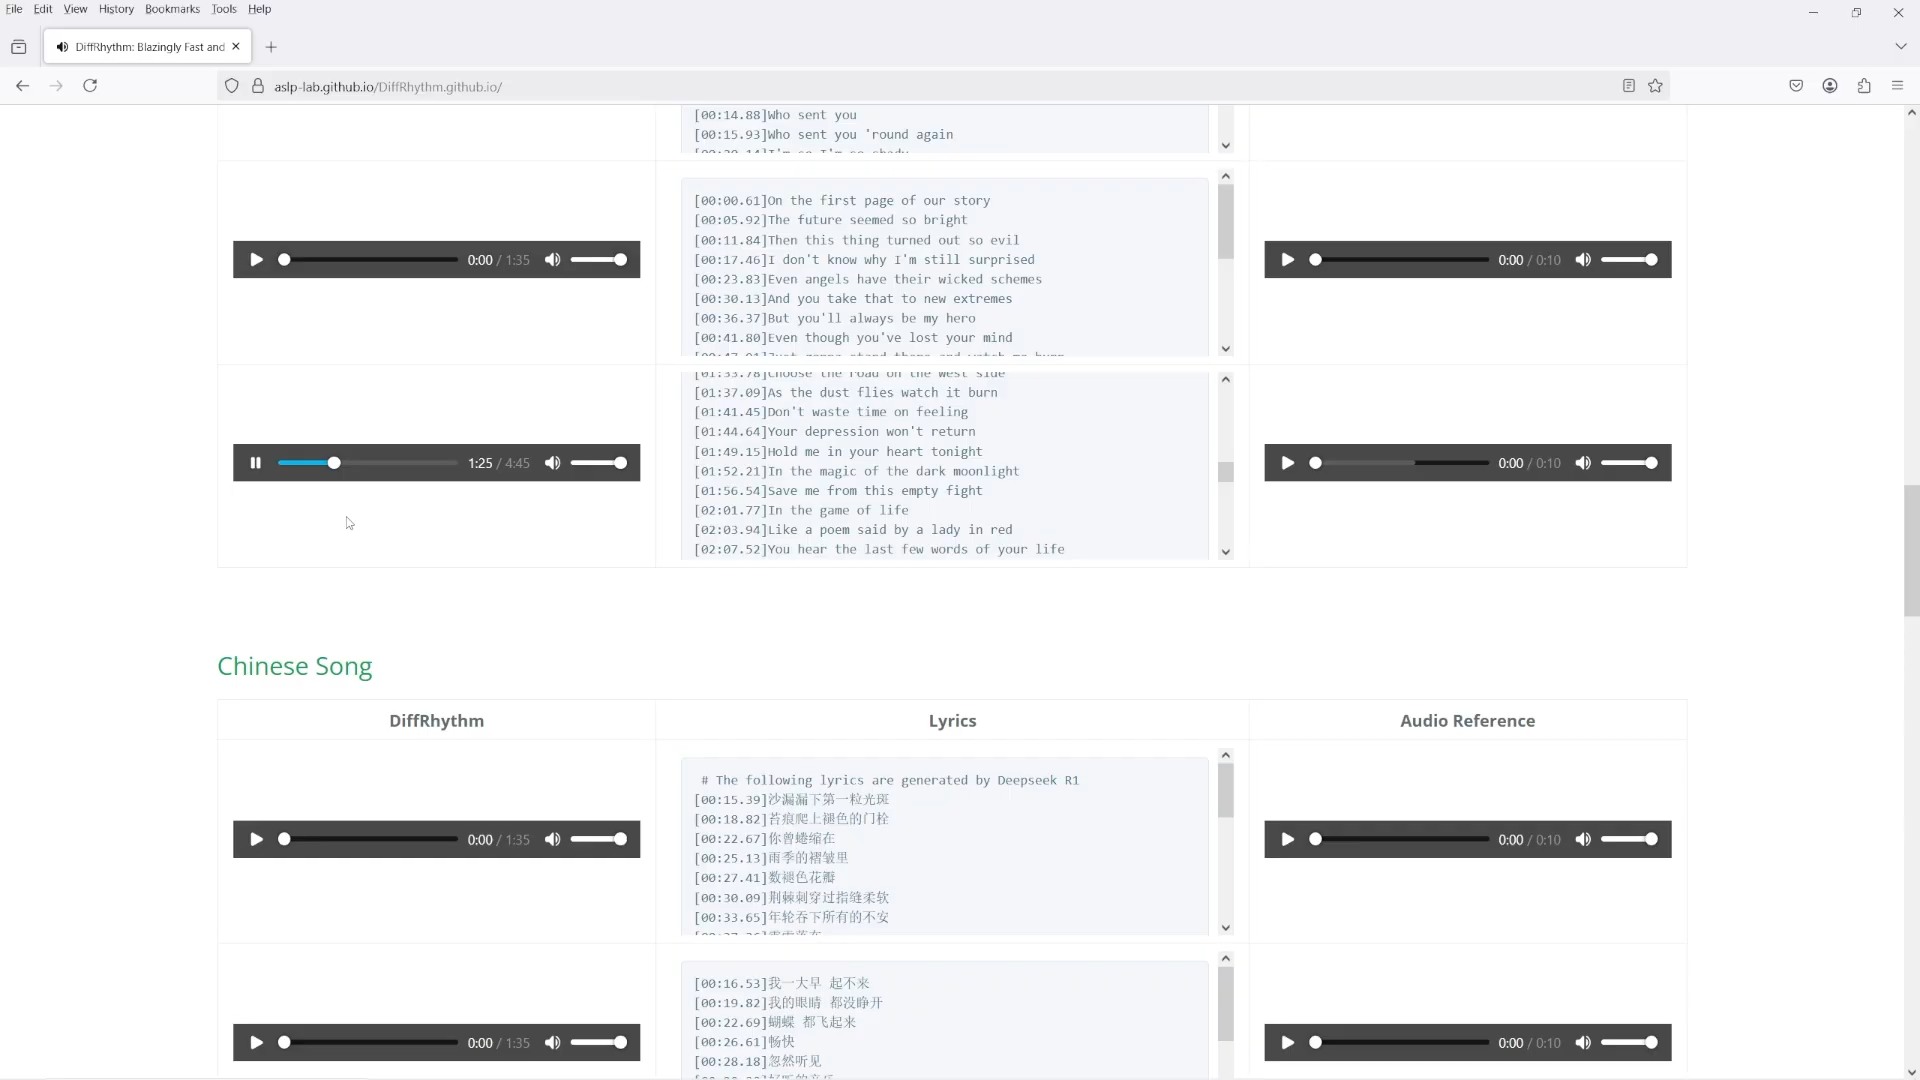 File Edit View History Bookmarks Tools Help
DiffRhythm: Blazingly Fast and
aslp-lab.github.io/DiffRhythm.github.io/
[00:14.88]Who sent you
[00:15.93]Who sent you 'round again
[00:00.61]On the first page of our story
[00:05.92]The future seemed so bright
[00:11.84]Then this thing turned out so evil
[00:17.46]I don't know why I'm still surprised
[00:23.83]Even angels have their wicked schemes
[00:30.13]And you take that to new extremes
[00:36.37]But you'll always be my hero
[00:41.80]Even though you've lost your mind
0:00 / 1:35
0:00 / 0:10
[01:33.78]Choose the road on the west side
[01:37.09]As the dust flies watch it burn
[01:41.45]Don't waste time on feeling
[01:44.64]Your depression won't return
[01:49.15]Hold me in your heart tonight
[01:52.21]In the magic of the dark moonlight
[01:56.54]Save me from this empty fight
[02:01.77]In the game of life
[02:03.94]Like a poem said by a lady in red
[02:07.52]You hear the last few words of your life
1:25 / 4:45
0:00 / 0:10
Chinese Song
DiffRhythm Lyrics Audio Reference
# The following lyrics are generated by Deepseek R1
[00:15.39]沙漏漏下第一粒光斑
[00:18.82]苔痕爬上褪色的门栓
[00:22.67]你曾蜷缩在
[00:25.13]雨季的褶皱里
[00:27.41]数褪色花瓣
[00:30.09]荆棘刺穿过指缝柔软
[00:33.65]年轮吞下所有的不安
0:00 / 1:35
0:00 / 0:10
[00:16.53]我一大早 起不来
[00:19.82]我的眼睛 都没睁开
[00:22.69]蝴蝶 都飞起来
[00:26.61]畅快
[00:28.18]忽然听见
0:00 / 1:35
0:00 / 0:10